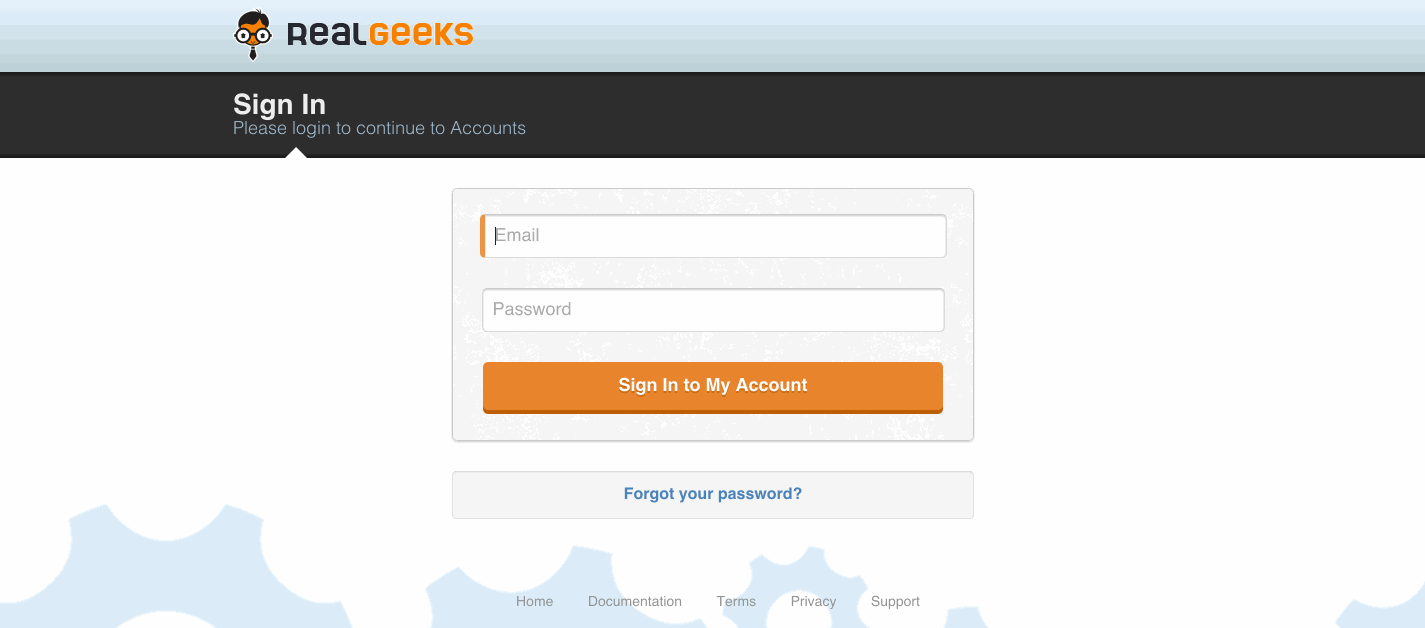 REALGEEKS
Sign In
Please login to continue to Accounts
Email
Password
Sign In to My Account
Forgot your password?
Home Documentation Terms Privacy Support